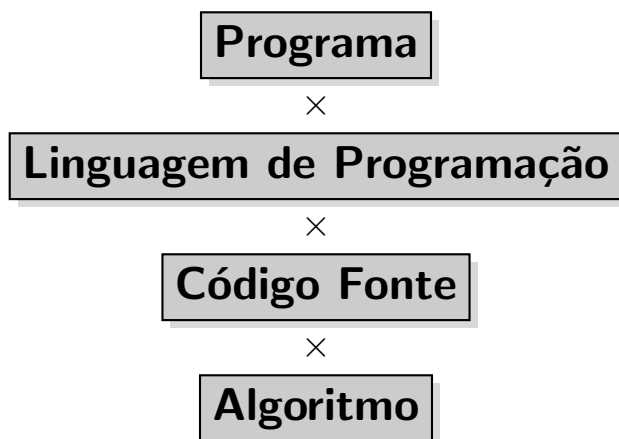 Programa
×
Linguagem de Programação
×
Código Fonte
×
Algoritmo